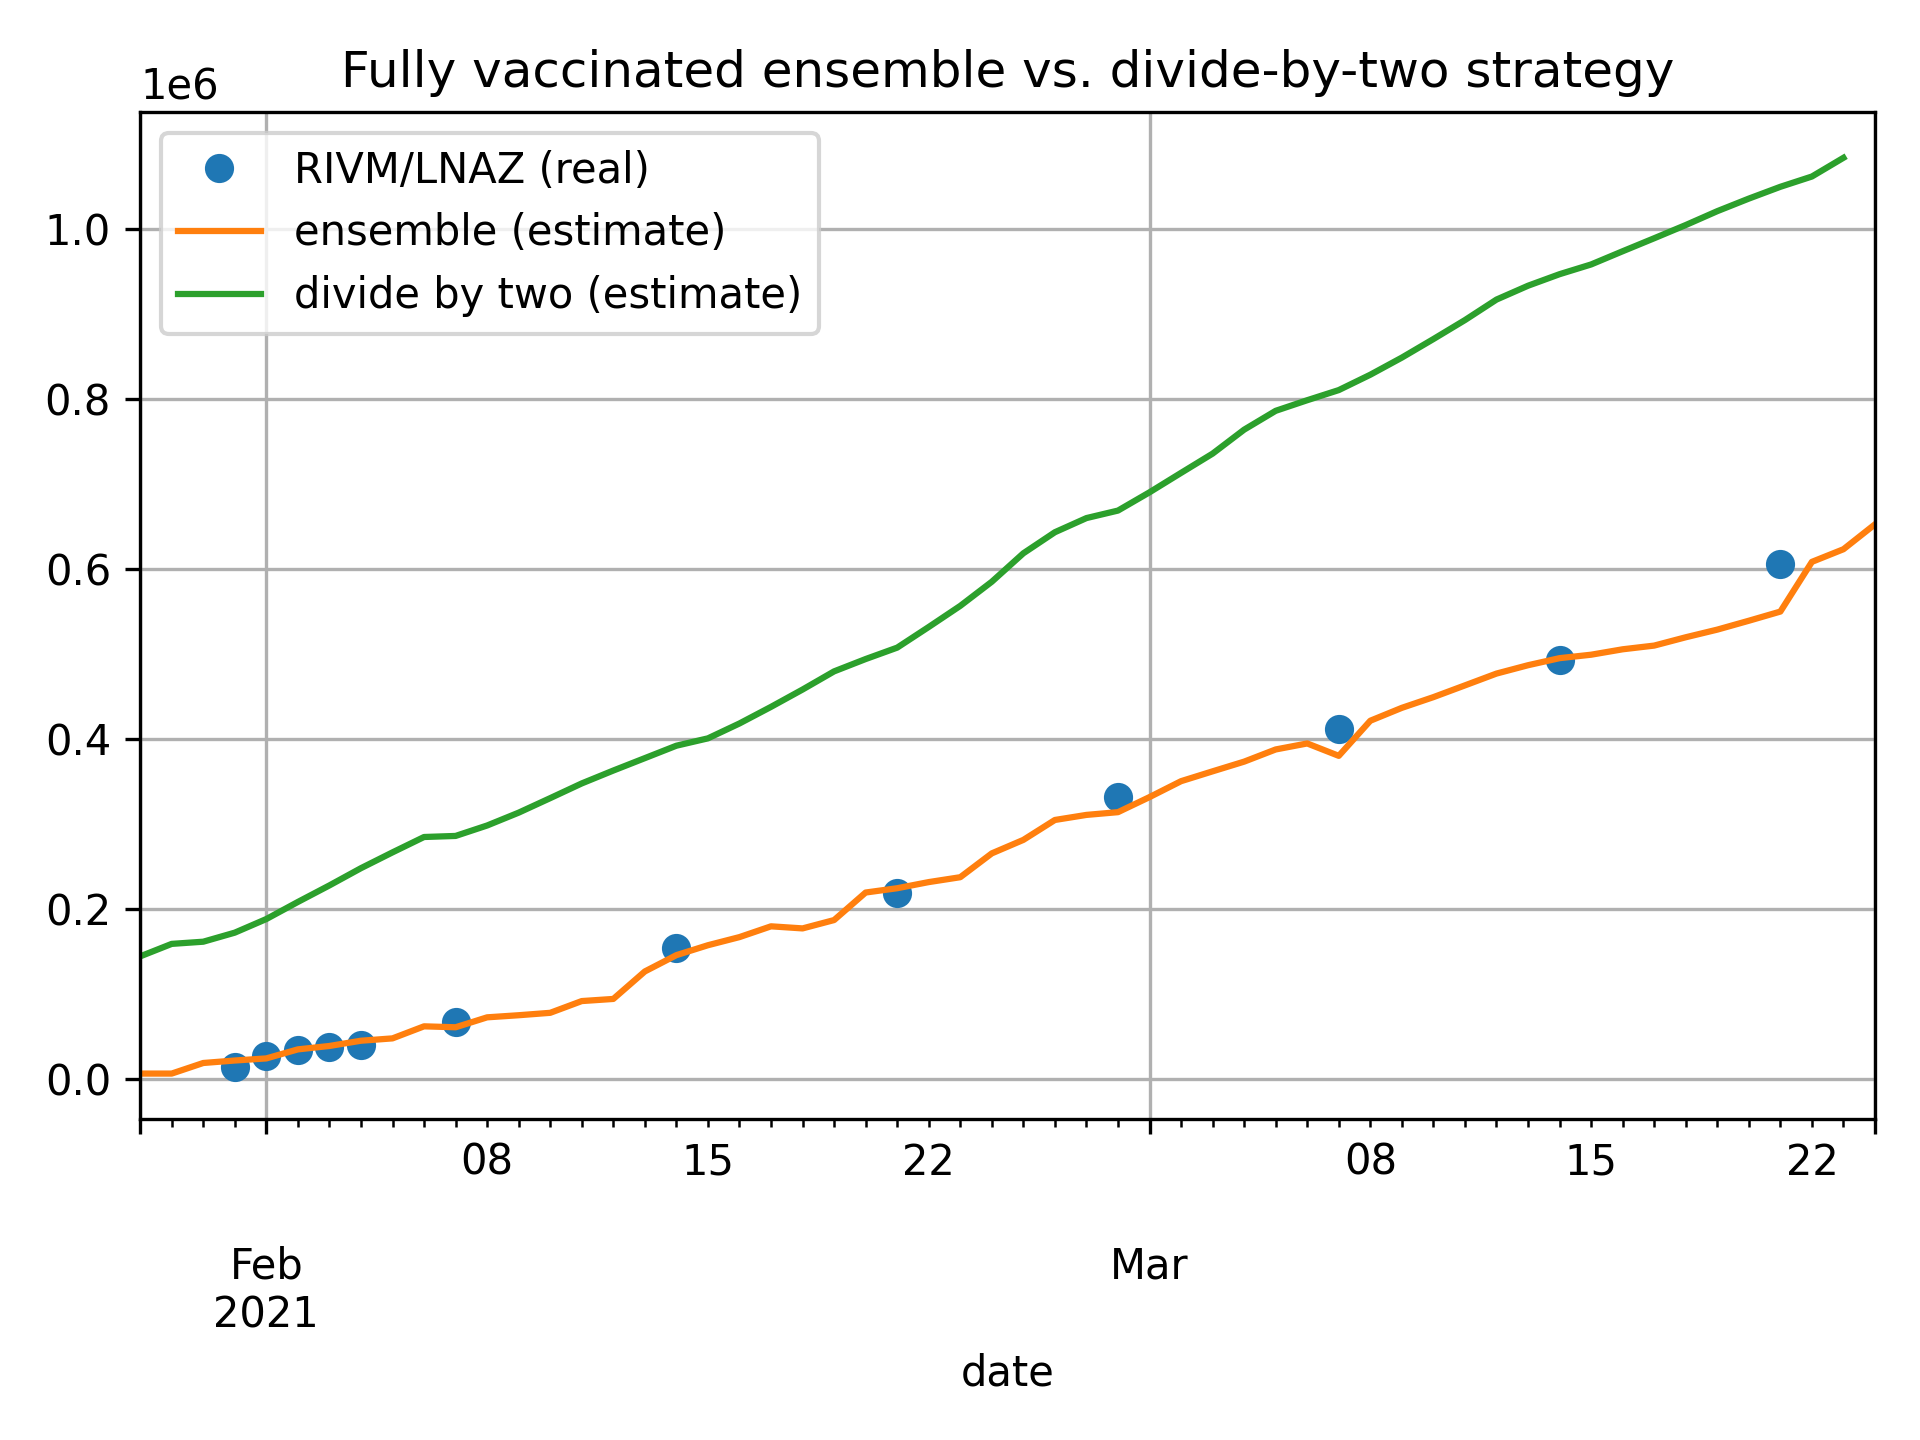 Fully vaccinated ensemble vs. divide-by-two strategy
1e6
RIVM/LNAZ (real)
ensemble (estimate)
divide by two (estimate)
1.0
0.8
0.6
0.4
0.2
0.0
08 15 22 08 15 22
Feb Mar
2021
date